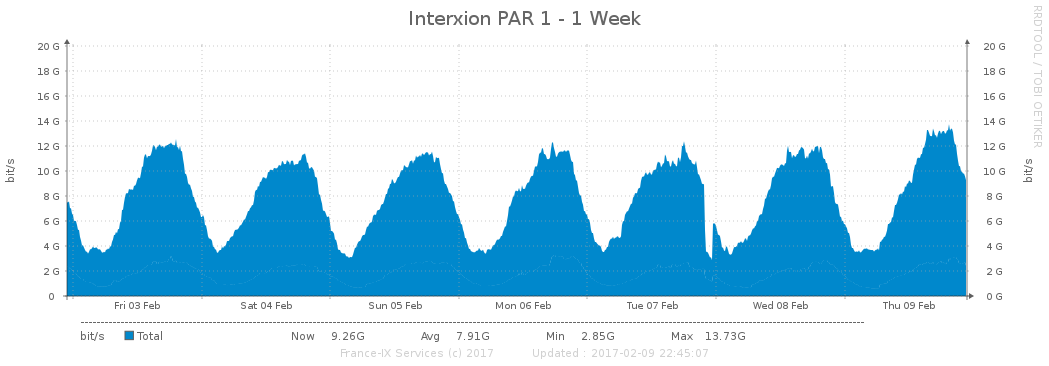 Interxion PAR 1 - 1 Week
RRDTOOL / TOBI OETIKER
bit/s
20 G 20 G
18 G 18 G
16 G 16 G
14 G 14 G
12 G 12 G
10 G 10 G
8 G 8 G
6 G 6 G
4 G 4 G
2 G 2 G
0 0 G
bit/s
Fri 03 Feb Sat 04 Feb Sun 05 Feb Mon 06 Feb Tue 07 Feb Wed 08 Feb Thu 09 Feb
bit/s Total Now 9.26G Avg 7.91G Min 2.85G Max 13.73G
France-IX Services (c) 2017 Updated : 2017-02-09 22:45:07